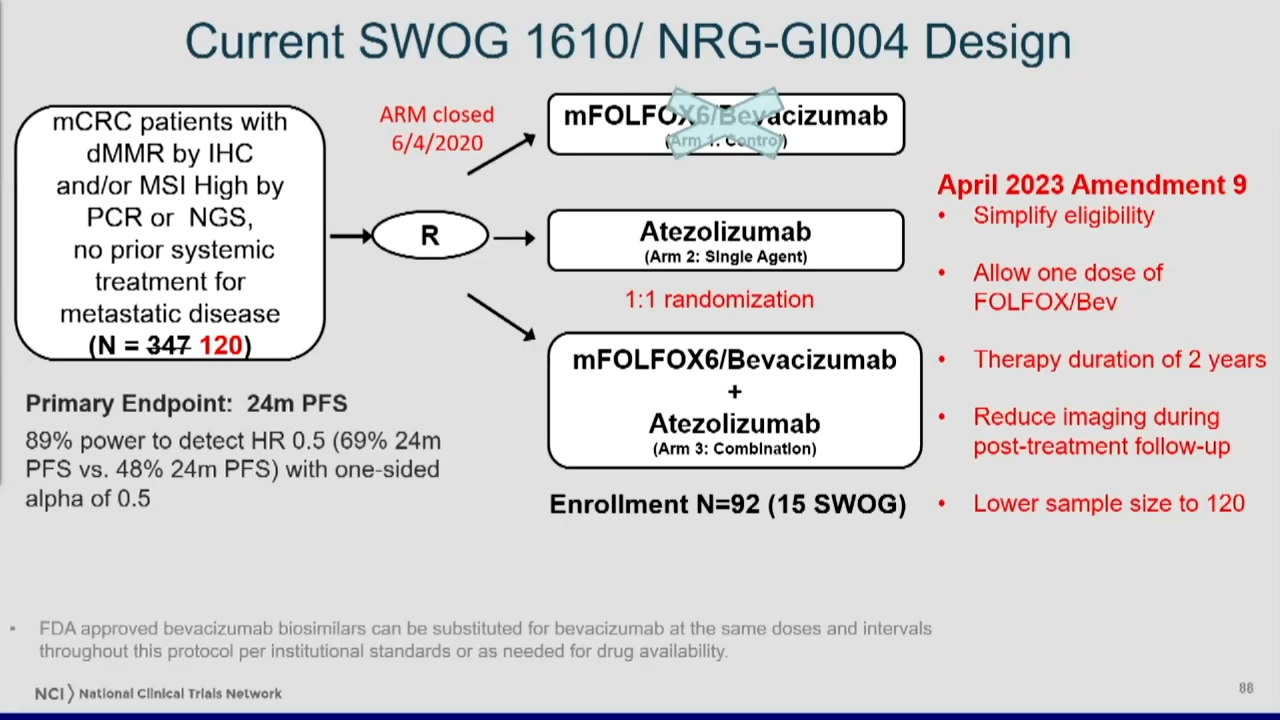 Current SWOG 1610/ NRG-GI004 Design
mCRC patients with
dMMR by IHC
and/or MSI High by
PCR or NGS,
no prior systemic
treatment for
metastatic disease
(N = 347 120)
Primary Endpoint: 24m PFS
89% power to detect HR 0.5 (69% 24m
PFS vs. 48% 24m PFS) with one-sided
alpha of 0.5
ARM closed
6/4/2020
R
mFOLFOX6/Bevacizumab
(Arm 1: Control)
Atezolizumab
(Arm 2: Single Agent)
1:1 randomization
mFOLFOX6/Bevacizumab
+
Atezolizumab
(Arm 3: Combination)
Enrollment N=92 (15 SWOG)
April 2023 Amendment 9
• Simplify eligibility
• Allow one dose of
FOLFOX/Bev
• Therapy duration of 2 years
• Reduce imaging during
post-treatment follow-up
• Lower sample size to 120
• FDA approved bevacizumab biosimilars can be substituted for bevacizumab at the same doses and intervals
throughout this protocol per institutional standards or as needed for drug availability.
NCI National Clinical Trials Network
88